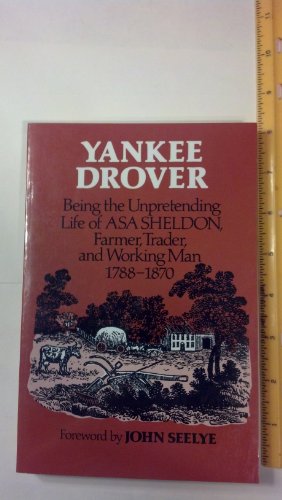 YANKEE
DROVER
Being the Unpretending
Life of ASA SHELDON,
Farmer, Trader,
and Working Man
1788–1870
Foreword by JOHN SEELYE